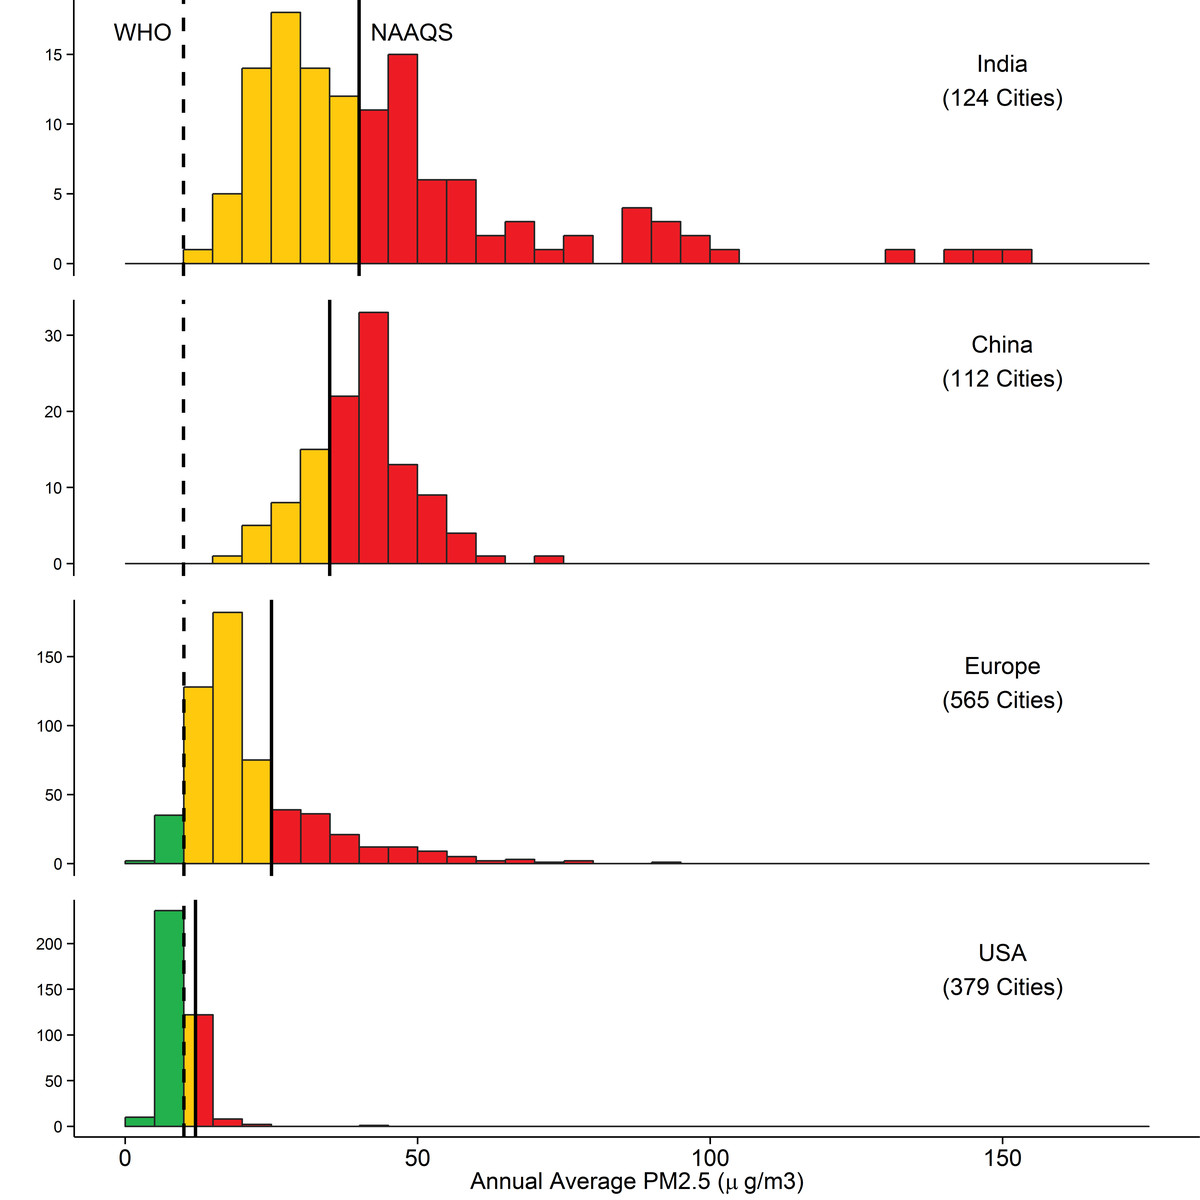 WHO NAAQS
15
10
5
0
India
(124 Cities)
30
20
10
0
China
(112 Cities)
150
100
50
0
Europe
(565 Cities)
200
150
100
50
0
USA
(379 Cities)
0 50 100 150
Annual Average PM2.5 (μ g/m3)